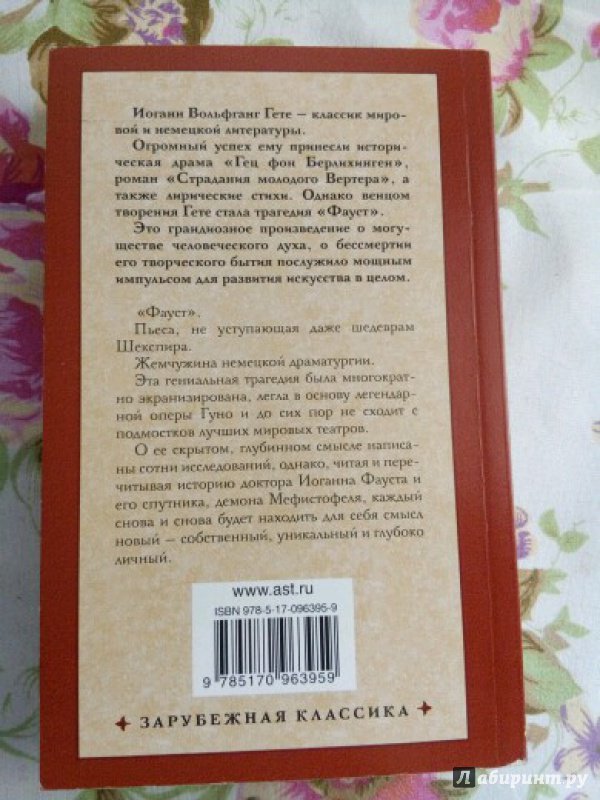 Иоганн Вольфганг Гете — классик миро-
вой и немецкой литературы.
Огромный успех ему принесли истори-
ческая драма «Гец фон Берлихинген»,
роман «Страдания молодого Вертера», а
также лирические стихи. Однако венцом
творения Гете стала трагедия «Фауст».
Это грандиозное произведение о могу-
ществе человеческого духа, о бессмертии
его творческого бытия послужило мощным
импульсом для развития искусства в целом.
«Фауст».
Пьеса, не уступающая даже шедеврам
Шекспира.
Жемчужина немецкой драматургии.
Эта гениальная трагедия была многократ-
но экранизирована, легла в основу легендар-
ной оперы Гуно и до сих пор не сходит с
подмостков лучших мировых театров.
О ее скрытом, глубинном смысле написа-
ны сотни исследований, однако, читая и пере-
читывая историю доктора Иоганна Фауста и
его спутника, демона Мефистофеля, каждый
снова и снова будет находить для себя смысл
новый — собственный, уникальный и глубоко
личный.
www.ast.ru
ISBN 978-5-17-096395-9
9 785170 963959
ЗАРУБЕЖНАЯ КЛАССИКА
Лабиринт.ру